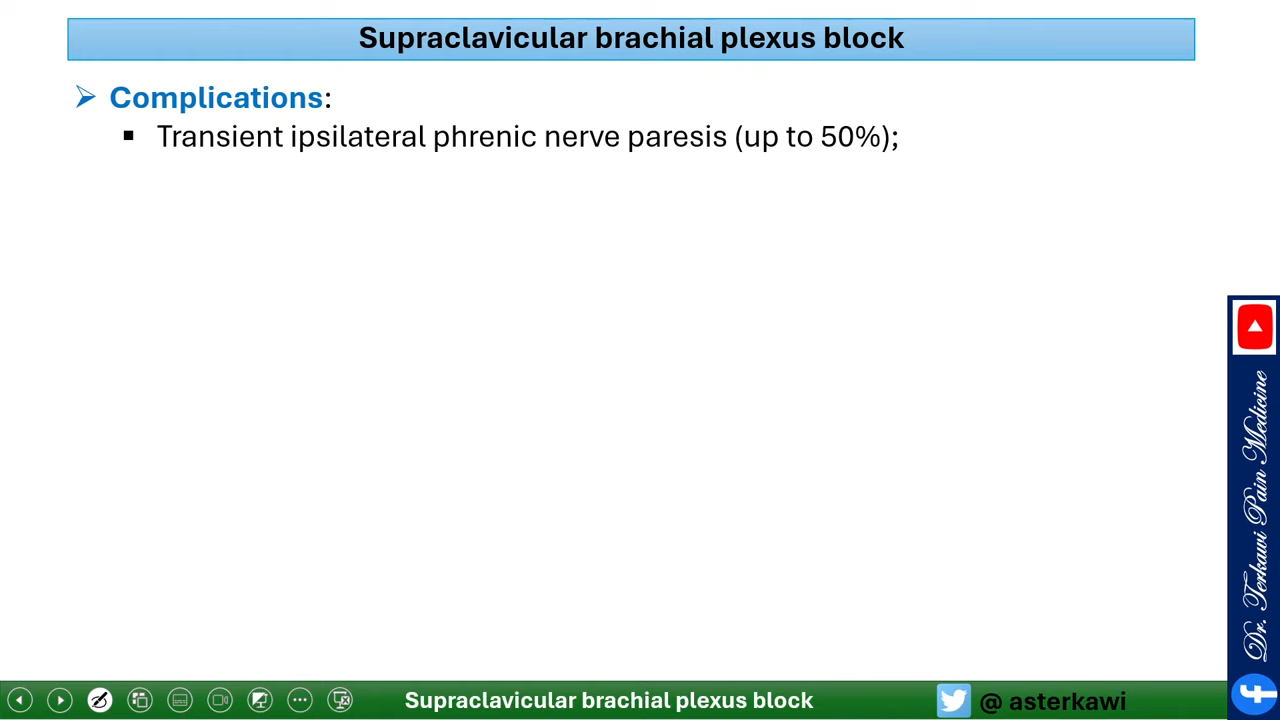 Supraclavicular brachial plexus block
Complications:
Transient ipsilateral phrenic nerve paresis (up to 50%);
Dr. Terkawi Pain Medicine
Supraclavicular brachial plexus block
@ asterkawi